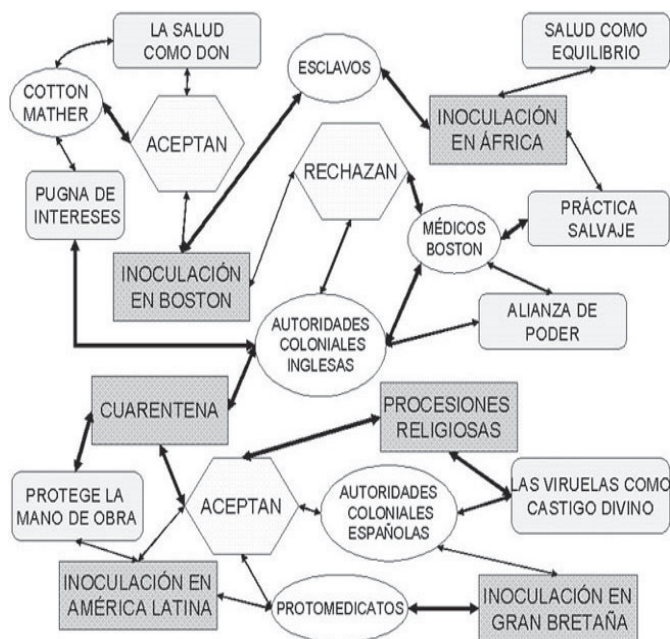 LA SALUD
COMO DON
SALUD COMO
EQUILIBRIO
ESCLAVOS
COTTON
MATHER
INOCULACIÓN
EN ÁFRICA
ACEPTAN
RECHAZAN
PUGNA DE
INTERESES
PRÁCTICA
SALVAJE
MÉDICOS
BOSTON
INOCULACIÓN
EN BOSTON
ALIANZA DE
PODER
AUTORIDADES
COLONIALES
INGLESAS
CUARENTENA
PROCESIONES
RELIGIOSAS
PROTEGE LA
MANO DE OBRA
ACEPTAN
AUTORIDADES
COLONIALES
ESPAÑOLAS
LAS VIRUELAS COMO
CASTIGO DIVINO
INOCULACIÓN EN
AMÉRICA LATINA
PROTOMEDICATOS
INOCULACIÓN EN
GRAN BRETAÑA